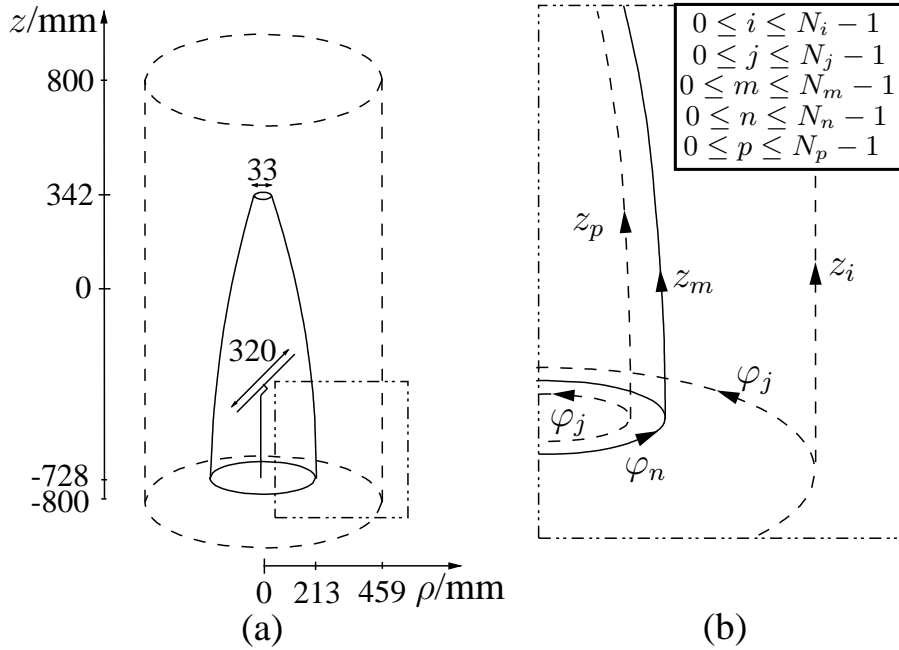 z/mm
800
342
0
-728
-800
33
320
0 213 459 ρ/mm
(a)
0 ≤ i ≤ N_i − 1
0 ≤ j ≤ N_j − 1
0 ≤ m ≤ N_m − 1
0 ≤ n ≤ N_n − 1
0 ≤ p ≤ N_p − 1
z_p
z_m
z_i
φ_j
φ_j
φ_n
(b)